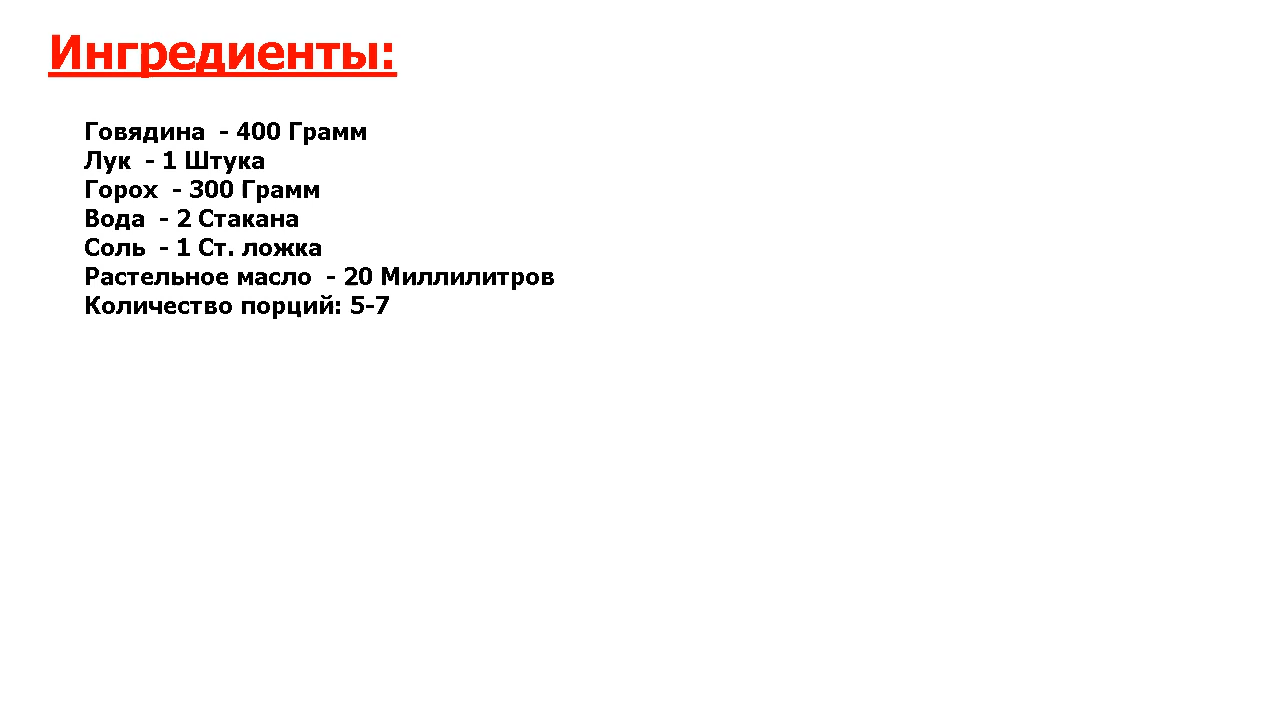 Ингредиенты:
Говядина  - 400 Грамм
Лук  - 1 Штука
Горох  - 300 Грамм
Вода  - 2 Стакана
Соль  - 1 Ст. ложка
Растельное масло  - 20 Миллилитров
Количество порций: 5-7